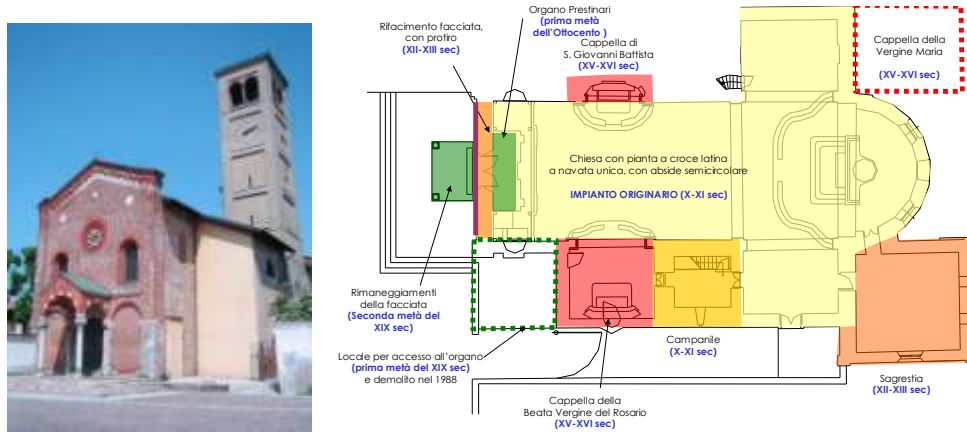 Organo Prestinari
(prima metà
dell'Ottocento )
Rifacimento facciata,
con protiro
(XII-XIII sec)
Cappella di
S. Giovanni Battista
(XV-XVI sec)
Cappella della
Vergine Maria
(XV-XVI sec)
Chiesa con pianta a croce latina
a navata unica, con abside semicircolare
IMPIANTO ORIGINARIO (X-XI sec)
Rimaneggiamenti
della facciata
(Seconda metà del
XIX sec)
Locale per accesso all'organo
(prima metà del XIX sec)
e demolito nel 1988
Campanile
(X-XI sec)
Sagrestia
(XII-XIII sec)
Cappella della
Beata Vergine del Rosario
(XV-XVI sec)